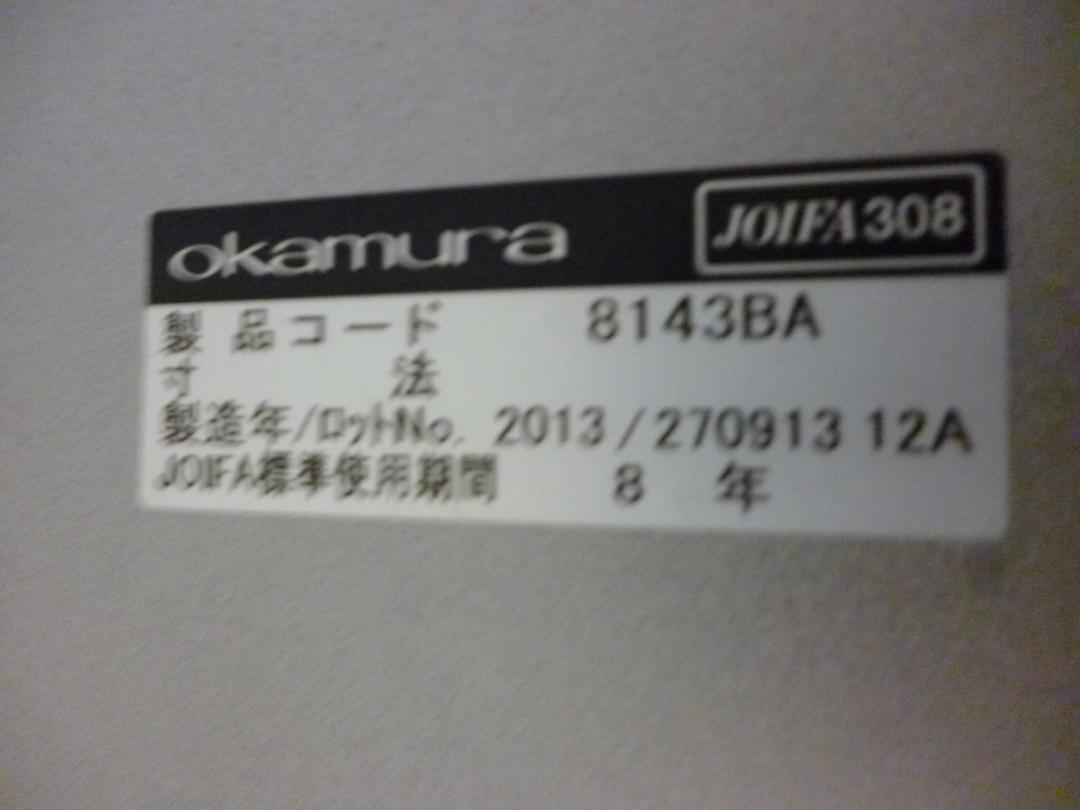 okamura JOIFA308
製品コード 8143BA
寸法
製造年/ロットNo. 2013/270913 12A
JOIFA標準使用期間 8 年